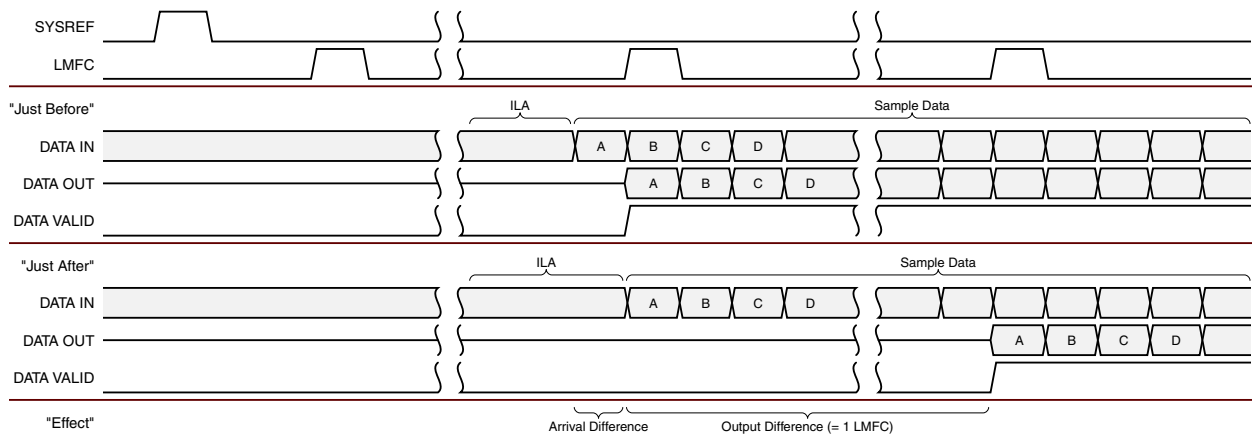 SYSREF
LMFC
"Just Before"
ILA
Sample Data
DATA IN
A B C D
DATA OUT
A B C D
DATA VALID
"Just After"
ILA
Sample Data
DATA IN
A B C D
DATA OUT
A B C D
DATA VALID
"Effect"
Arrival Difference
Output Difference (= 1 LMFC)